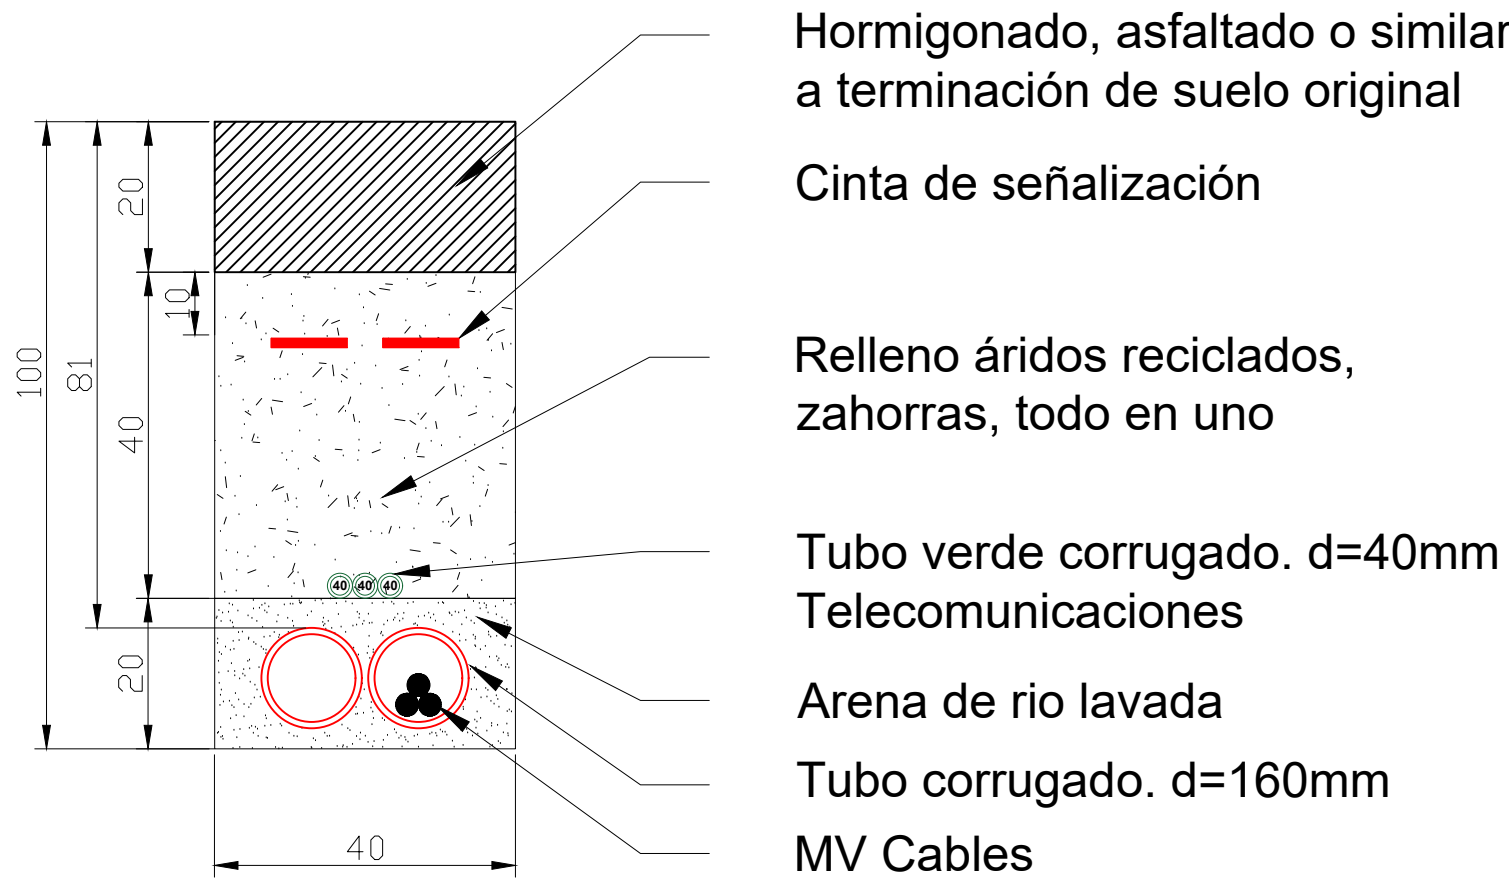 Hormigonado, asfaltado o similar
a terminación de suelo original
Cinta de señalización
Relleno áridos reciclados,
zahorras, todo en uno
Tubo verde corrugado. d=40mm
Telecomunicaciones
Arena de rio lavada
Tubo corrugado. d=160mm
MV Cables
100
81
20
10
40
20
40
40 40 40